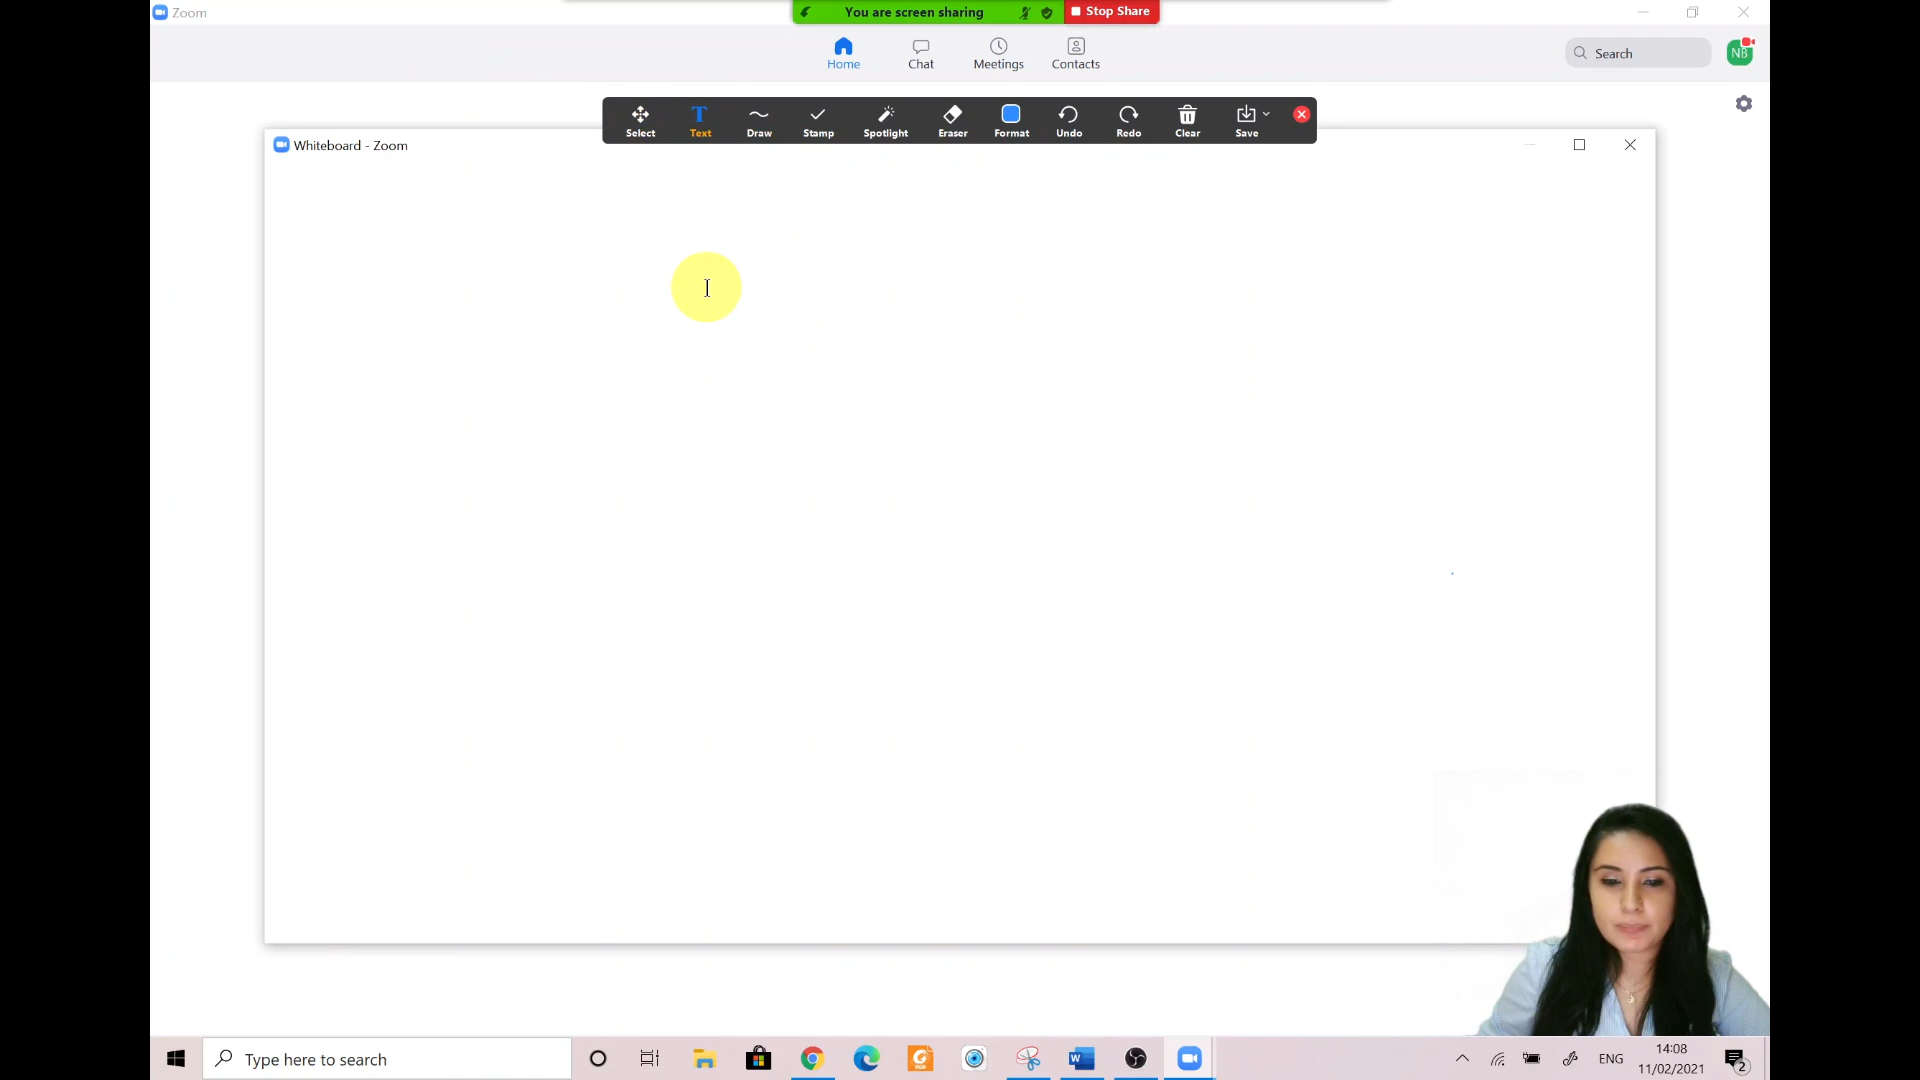 Zoom
You are screen sharing
Stop Share
Home
Chat
Meetings
Contacts
Search
NB
Select
Text
Draw
Stamp
Spotlight
Eraser
Format
Undo
Redo
Clear
Save
Whiteboard - Zoom
Type here to search
ENG
14:08
11/02/2021
2